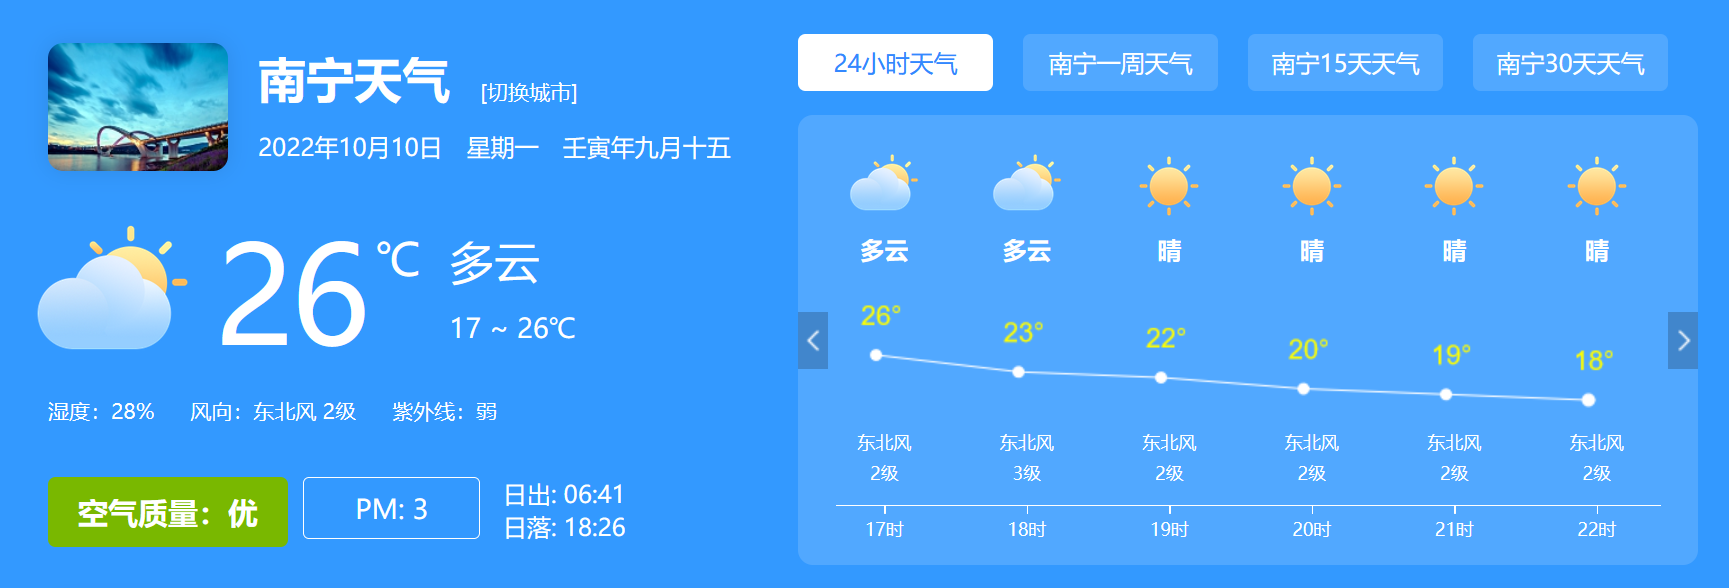 南宁天气 [切换城市]
2022年10月10日 星期一 壬寅年九月十五
26 ℃ 多云
17 ~ 26℃
湿度：28% 风向：东北风 2级 紫外线：弱
空气质量：优
PM: 3
日出: 06:41
日落: 18:26
24小时天气 南宁一周天气 南宁15天天气 南宁30天天气
多云 多云 晴 晴 晴 晴
26° 23° 22° 20° 19° 18°
东北风 东北风 东北风 东北风 东北风 东北风
2级 3级 2级 2级 2级 2级
17时 18时 19时 20时 21时 22时